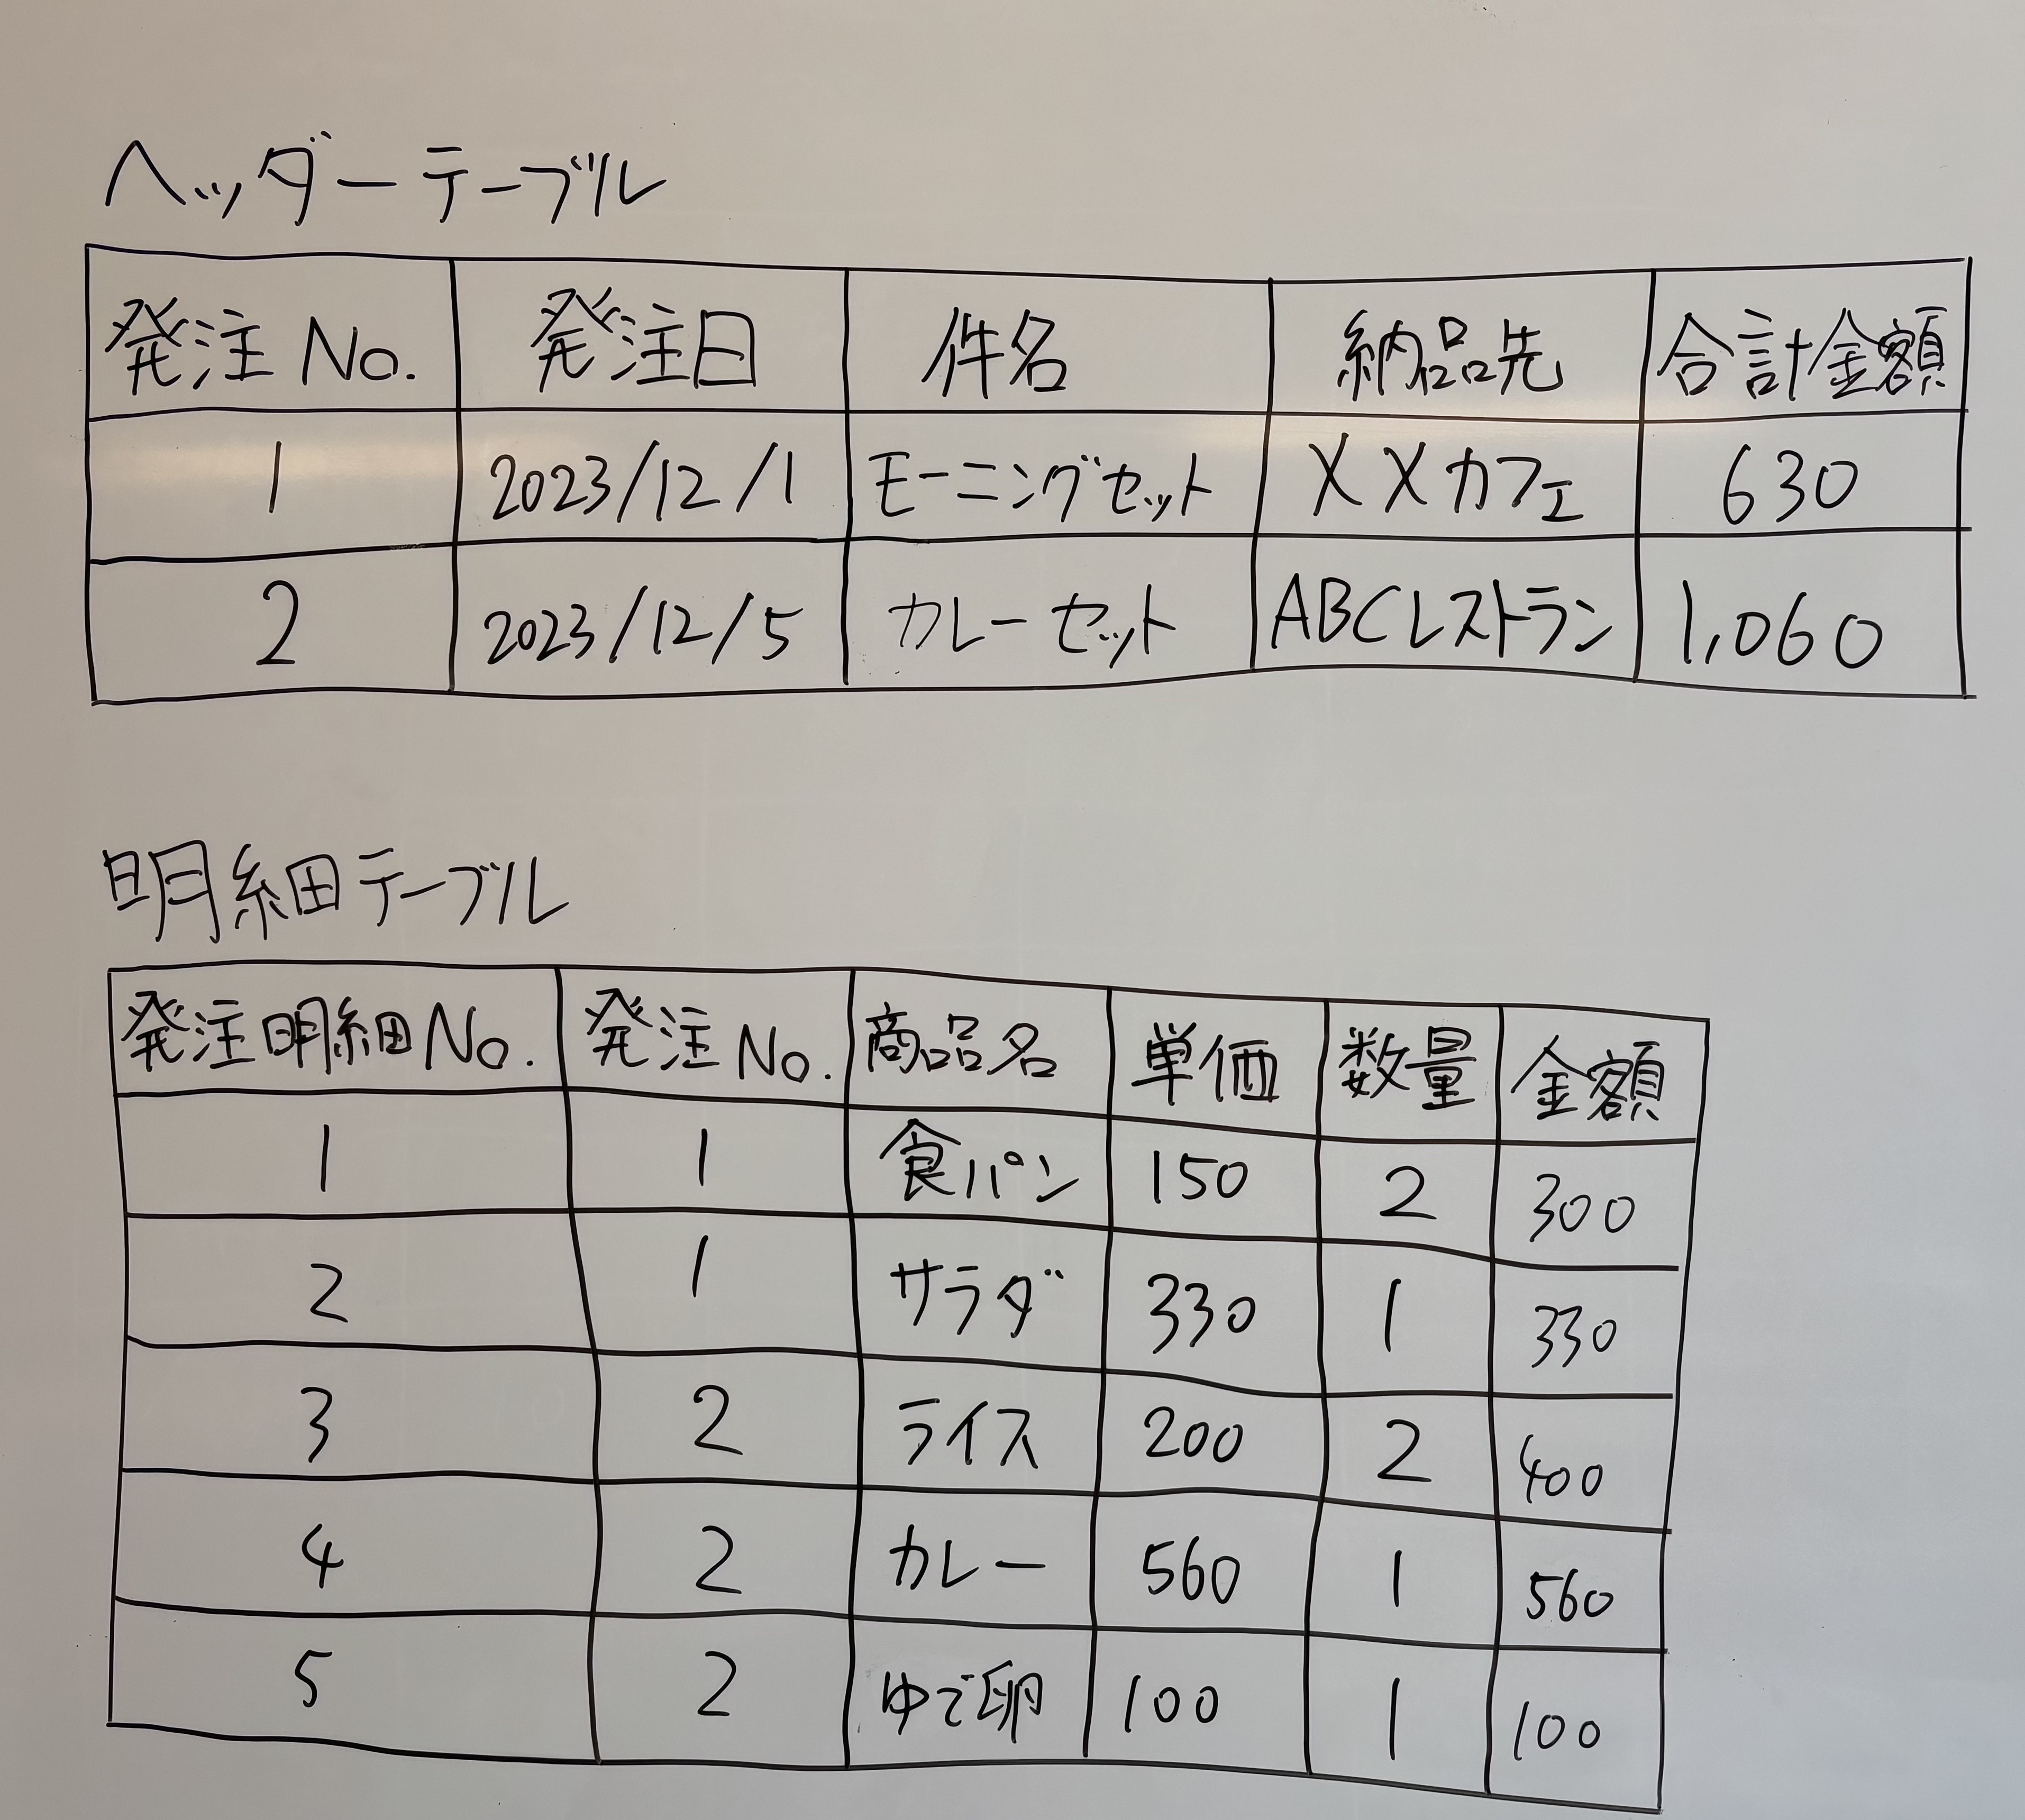 ヘッダーテーブル
発注No. 発注日 件名 納品先 合計金額
1 2023/12/1 モーニングセット XXカフェ 630
2 2023/12/5 カレーセット ABCレストラン 1,060
明細テーブル
発注明細No. 発注No. 商品名 単価 数量 金額
1 1 食パン 150 2 300
2 1 サラダ 330 1 330
3 2 ライス 200 2 400
4 2 カレー 560 1 560
5 2 ゆで卵 100 1 100